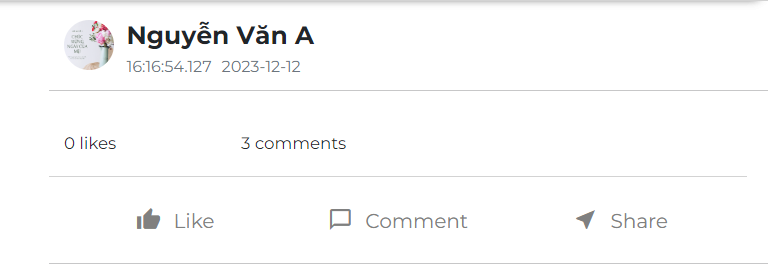 Nguyễn Văn A
16:16:54.127 2023-12-12
0 likes 3 comments
Like Comment Share